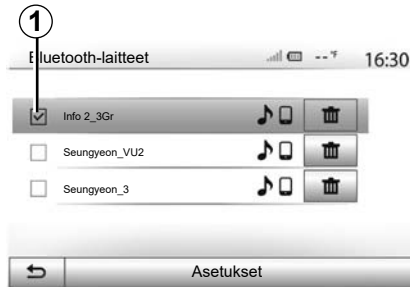 1
Bluetooth-laitteet -- °F 16:30
Info 2_3Gr
Seungyeon_VU2
Seungyeon_3
Asetukset